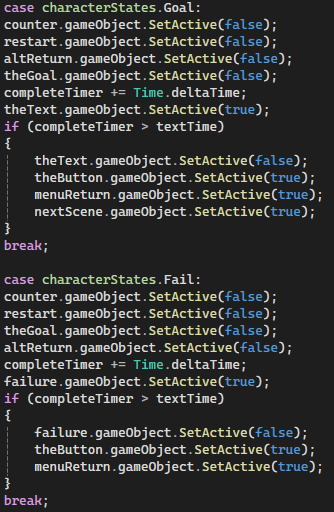 case characterStates.Goal:
counter.gameObject.SetActive(false);
restart.gameObject.SetActive(false);
altReturn.gameObject.SetActive(false);
theGoal.gameObject.SetActive(false);
completeTimer += Time.deltaTime;
theText.gameObject.SetActive(true);
if (completeTimer > textTime)
{
    theText.gameObject.SetActive(false);
    theButton.gameObject.SetActive(true);
    menuReturn.gameObject.SetActive(true);
    nextScene.gameObject.SetActive(true);
}
break;

case characterStates.Fail:
counter.gameObject.SetActive(false);
restart.gameObject.SetActive(false);
theGoal.gameObject.SetActive(false);
altReturn.gameObject.SetActive(false);
completeTimer += Time.deltaTime;
failure.gameObject.SetActive(true);
if (completeTimer > textTime)
{
    failure.gameObject.SetActive(false);
    theButton.gameObject.SetActive(true);
    menuReturn.gameObject.SetActive(true);
}
break;